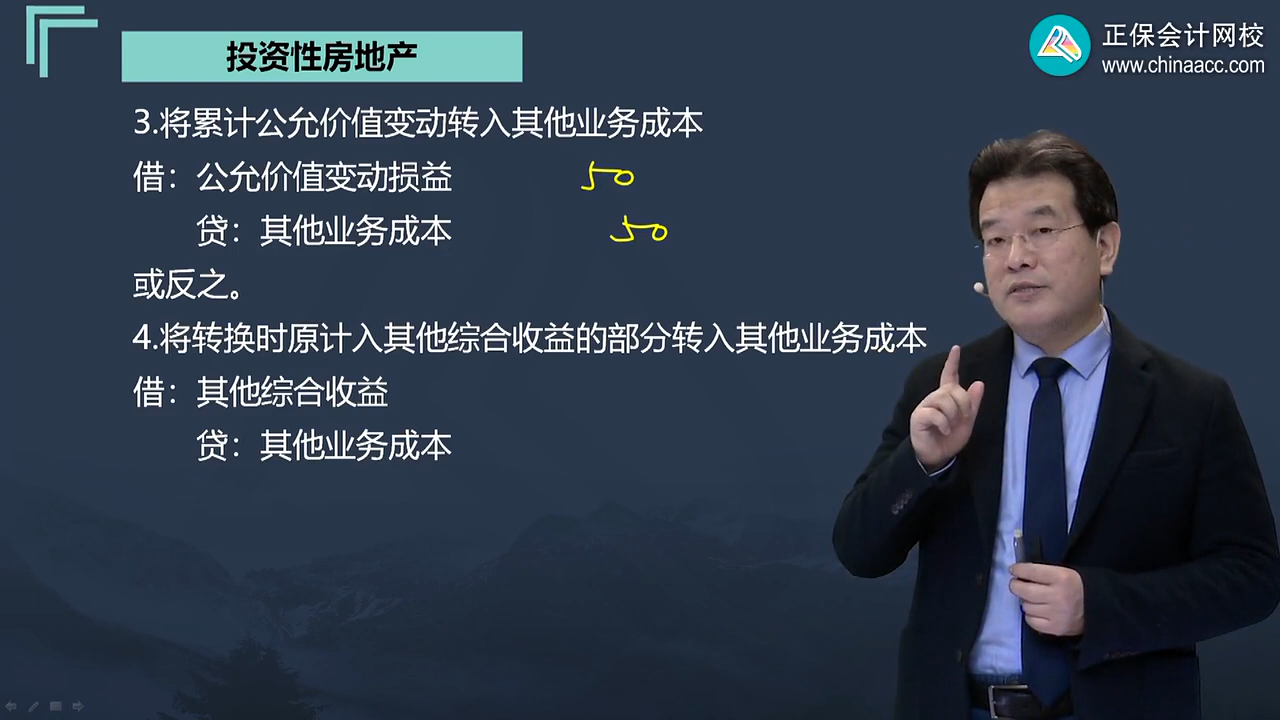 投资性房地产
正保会计网校
www.chinaacc.com
3.将累计公允价值变动转入其他业务成本
借：公允价值变动损益 50
贷：其他业务成本 50
或反之。
4.将转换时原计入其他综合收益的部分转入其他业务成本
借：其他综合收益
贷：其他业务成本